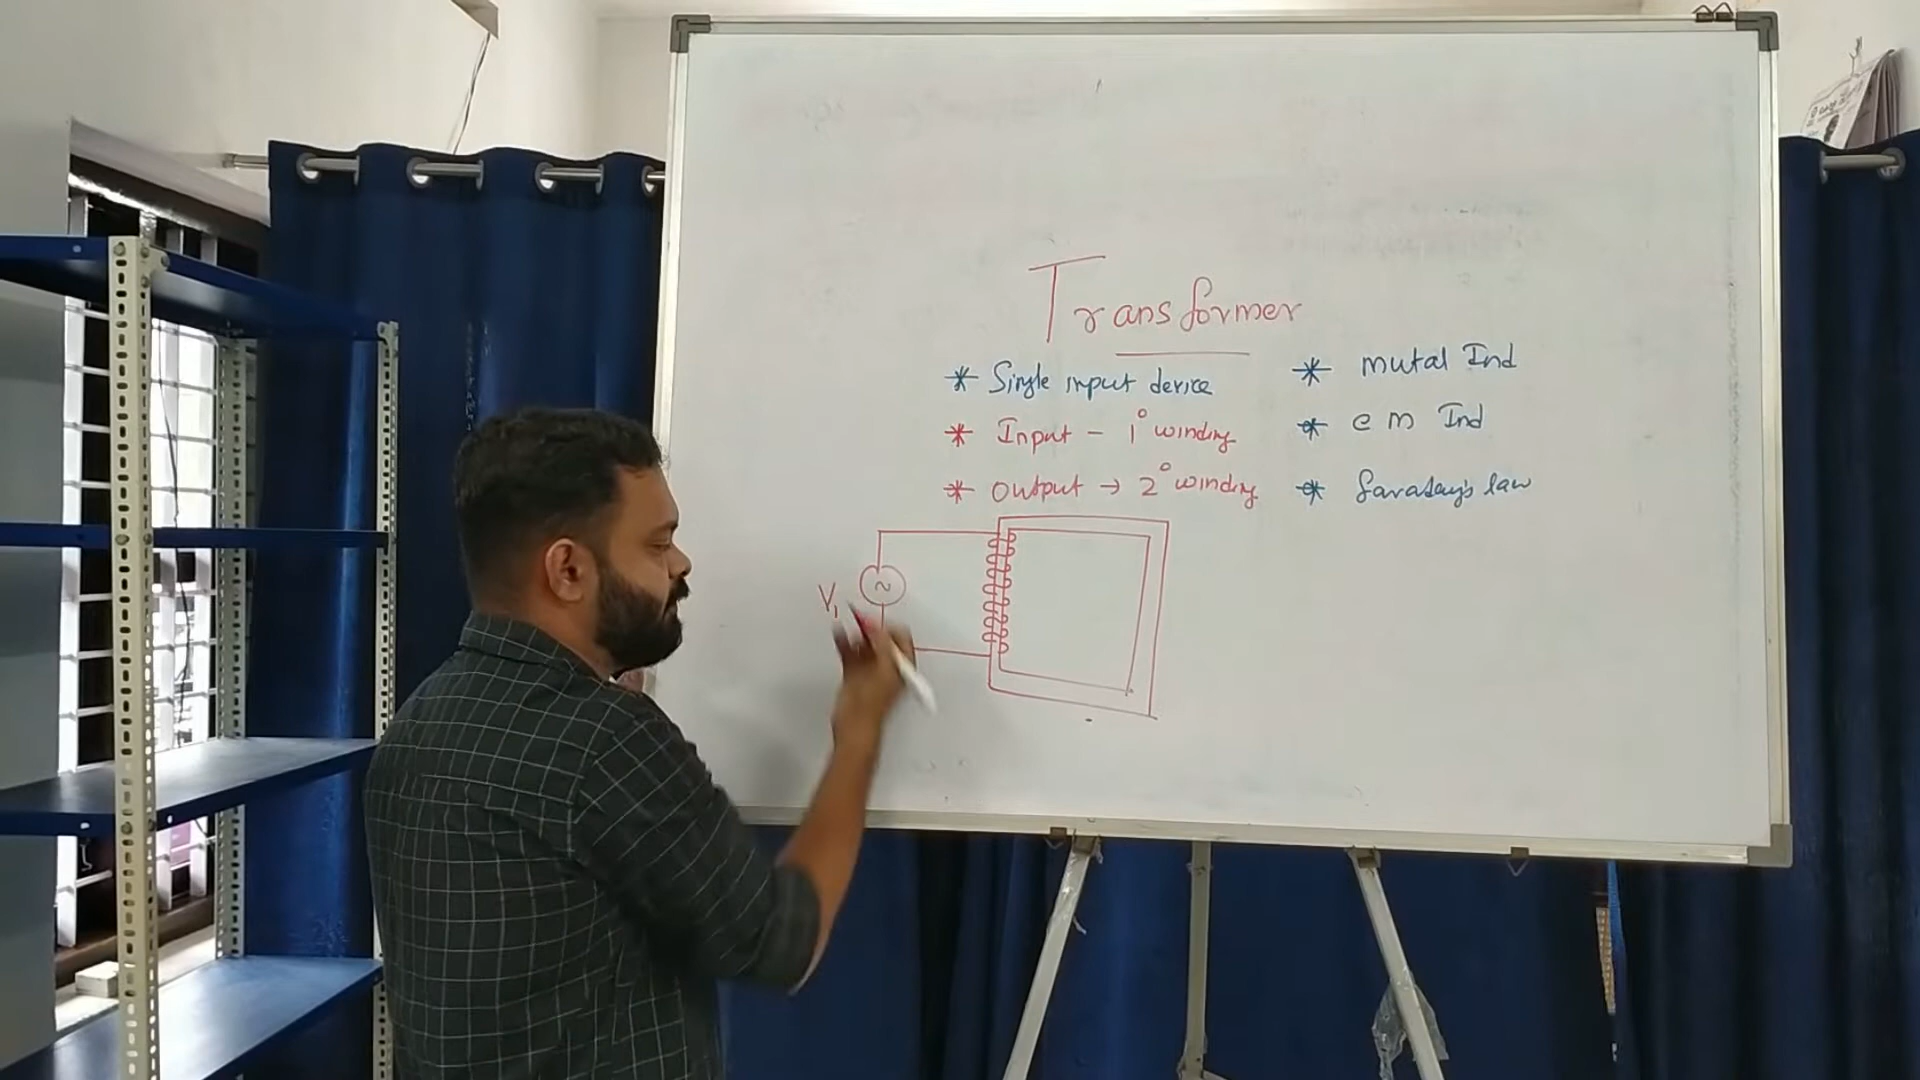 Transformer
* Single input device
* Input - 1° winding
* Output → 2° winding
* mutal Ind
* e m Ind
* faraday's law
V1
~